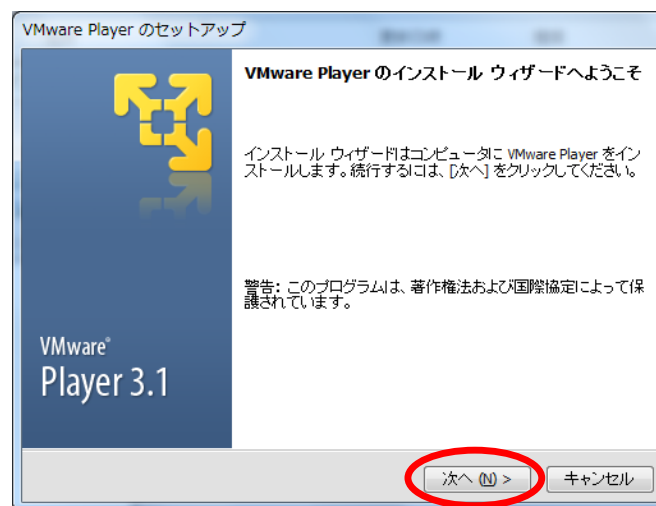 VMware Player のセットアップ
VMware Player のインストール ウィザードへようこそ
インストール ウィザードはコンピュータに VMware Player をイン
ストールします。続行するには、[次へ] をクリックしてください。
警告: このプログラムは、著作権法および国際協定によって保
護されています。
VMware®
Player 3.1
次へ (N) >
キャンセル